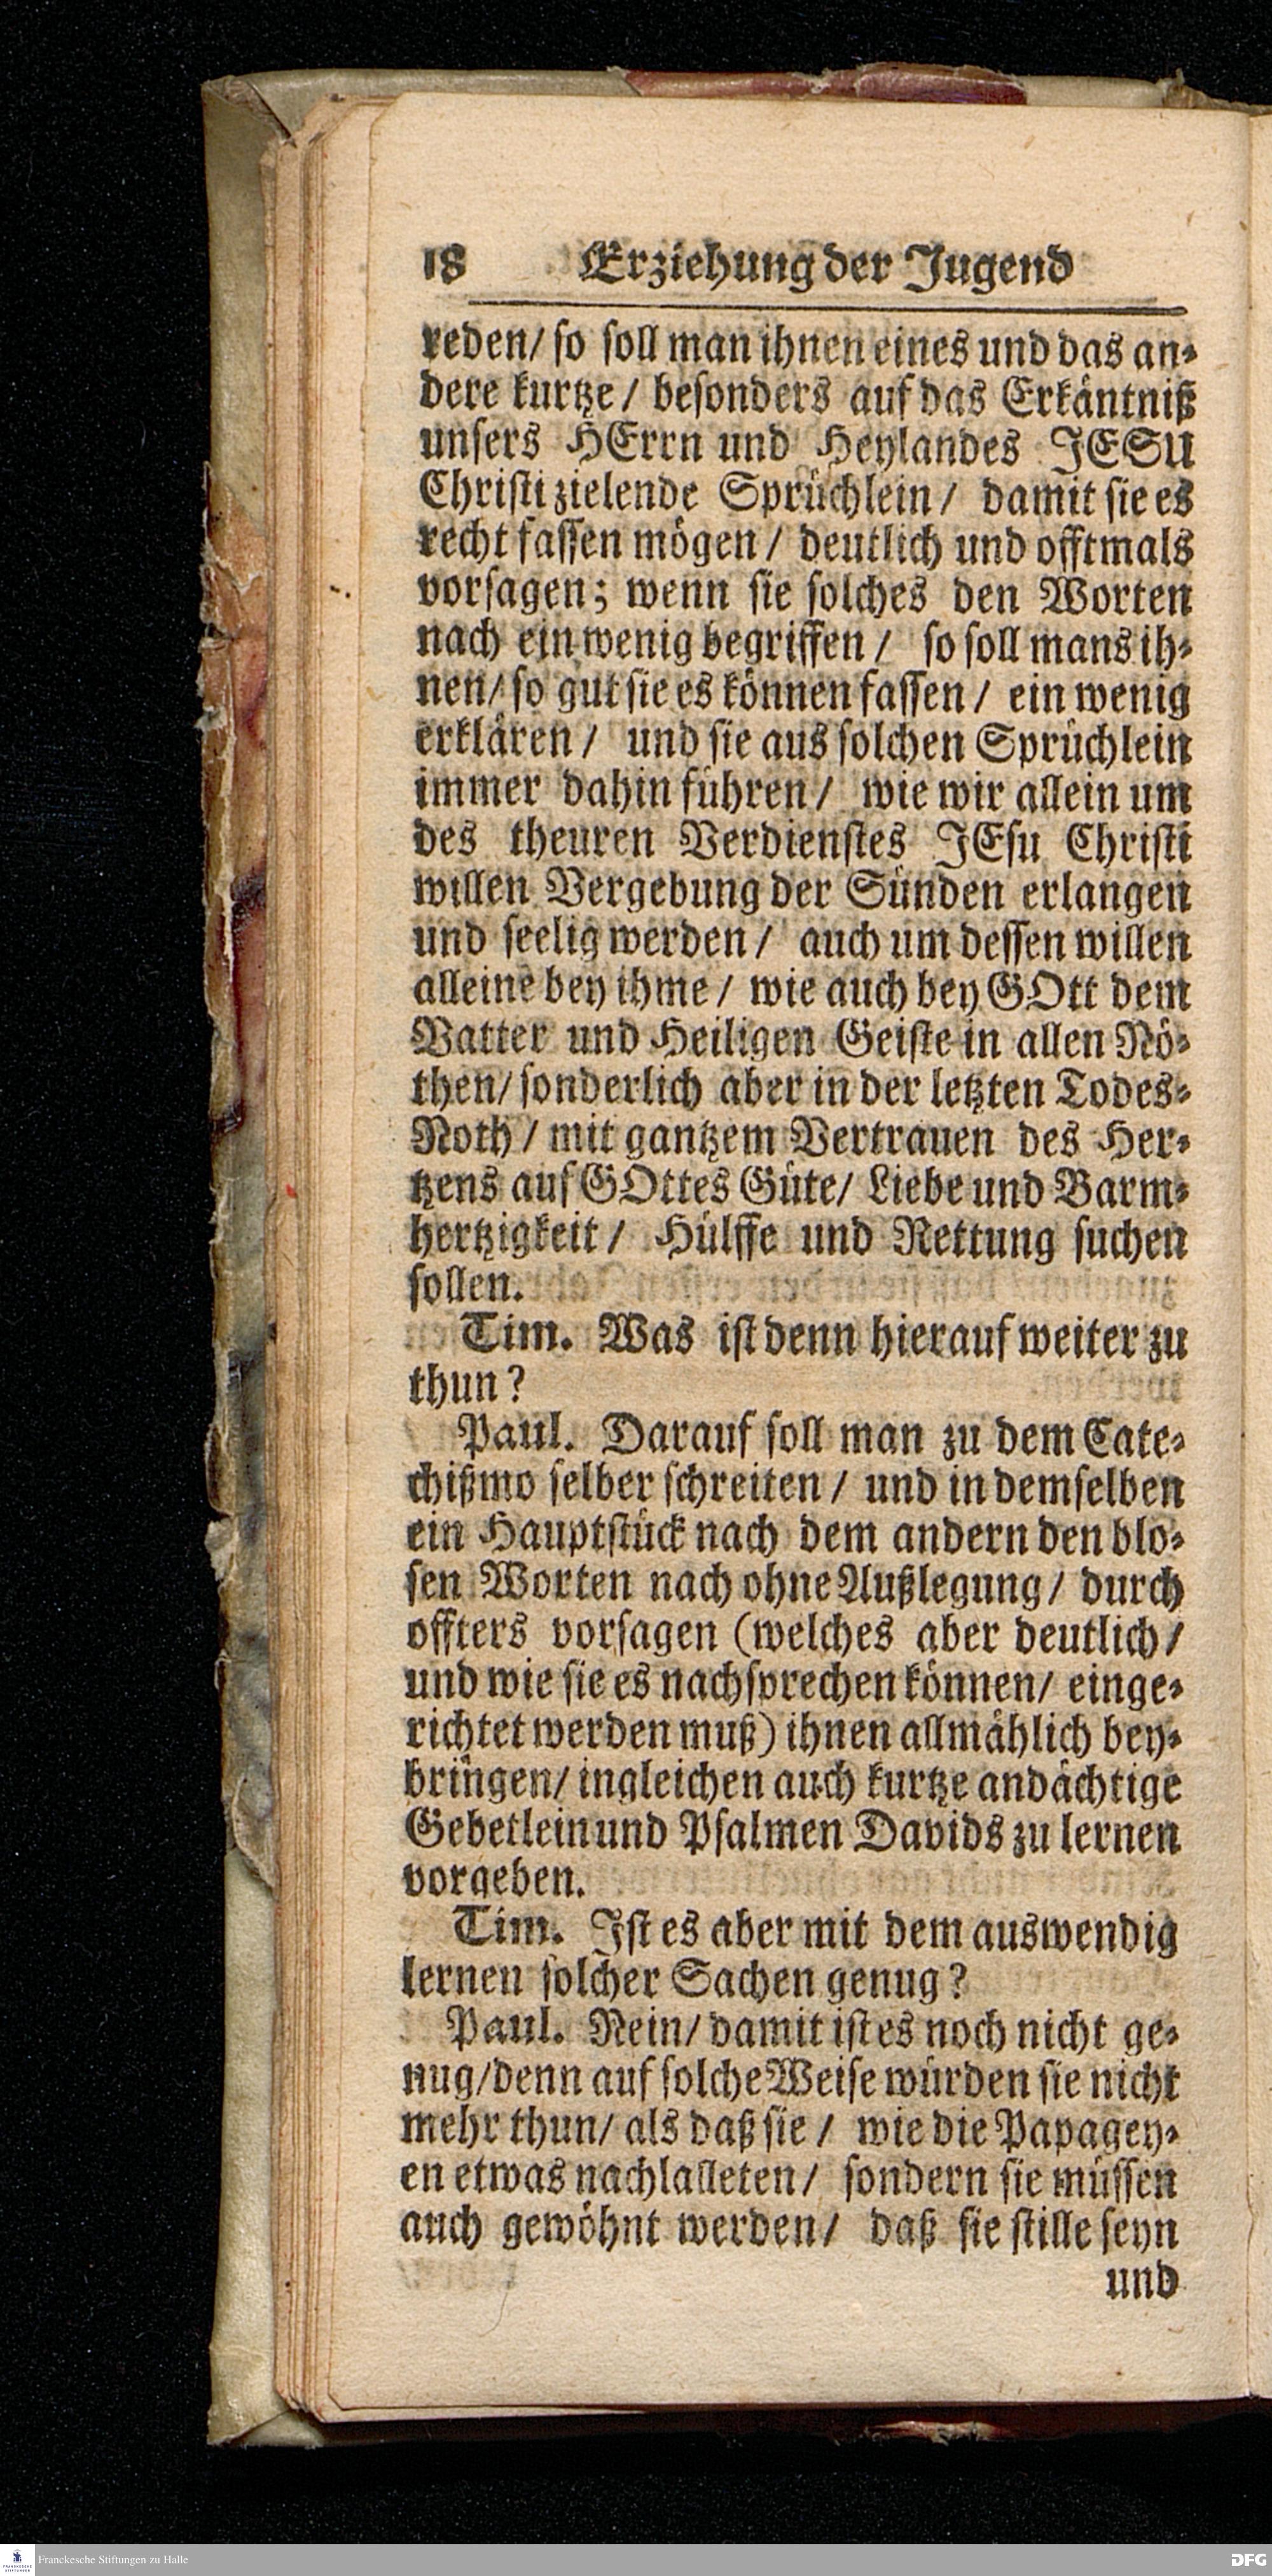 18 Erziehung der Jugend
reden/ so soll man ihnen eines und das an-
dere kurtze/ besonders auf das Erkäntniß
unsers HErrn und Heylandes JESU
Christi zielende Sprüchlein/ damit sie es
recht fassen mögen/ deutlich und offtmals
vorsagen; wenn sie solches den Worten
nach ein wenig begriffen/ so soll mans ih-
nen/ so gut sie es können fassen/ ein wenig
erklären/ und sie aus solchen Sprüchlein
immer dahin führen/ wie wir allein um
des theuren Verdienstes JEsu Christi
willen Vergebung der Sünden erlangen
und seelig werden/ auch um dessen willen
alleine bey ihme/ wie auch bey GOtt dem
Vatter und Heiligen Geiste in allen Nö-
then/ sonderlich aber in der letzten Todes-
Noth/ mit gantzem Vertrauen des Her-
tzens auf GOttes Güte/ Liebe und Barm-
hertzigkeit/ Hülffe und Rettung suchen
sollen.
Tim. Was ist denn hierauf weiter zu
thun?
Paul. Darauf soll man zu dem Cate-
chißmo selber schreiten/ und in demselben
ein Hauptstück nach dem andern den blo-
sen Worten nach ohne Außlegung/ durch
offters vorsagen (welches aber deutlich/
und wie sie es nachsprechen können/ einge-
richtet werden muß) ihnen allmählich bey-
bringen/ ingleichen auch kurtze andächtige
Gebetlein und Psalmen Davids zu lernen
vorgeben.
Tim. Ist es aber mit dem auswendig
lernen solcher Sachen genug?
Paul. Nein/ damit ist es noch nicht ge-
nug/ denn auf solche Weise würden sie nicht
mehr thun/ als daß sie/ wie die Papagey-
en etwas nachlalleten/ sondern sie müssen
auch gewöhnt werden/ daß sie stille seyn
und
Franckesche Stiftungen zu Halle
DFG